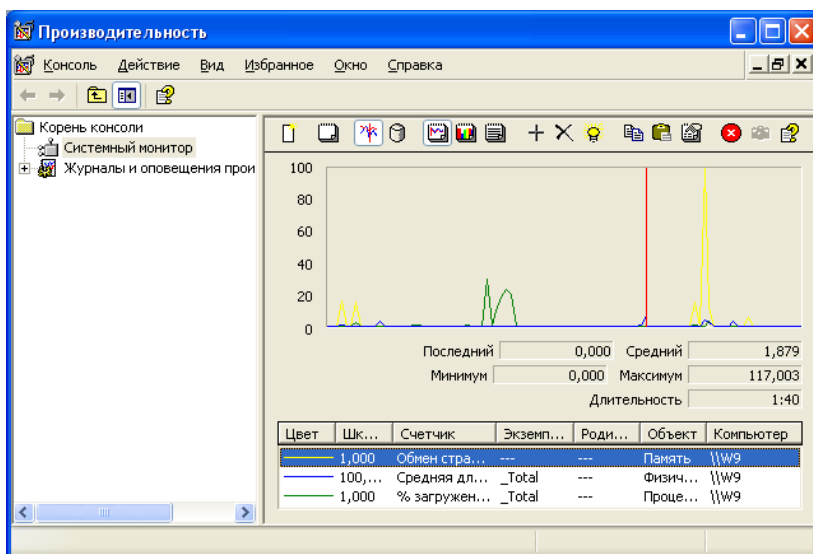 Производительность
Консоль Действие Вид Избранное Окно Справка
Корень консоли
Системный монитор
Журналы и оповещения прои
100
80
60
40
20
0
Последний 0,000 Средний 1,879
Минимум 0,000 Максимум 117,003
Длительность 1:40
Цвет Шк... Счетчик Экземп... Роди... Объект Компьютер
1,000 Обмен стра... --- --- Память \\W9
100,... Средняя дл... _Total --- Физич... \\W9
1,000 % загружен... _Total --- Проце... \\W9